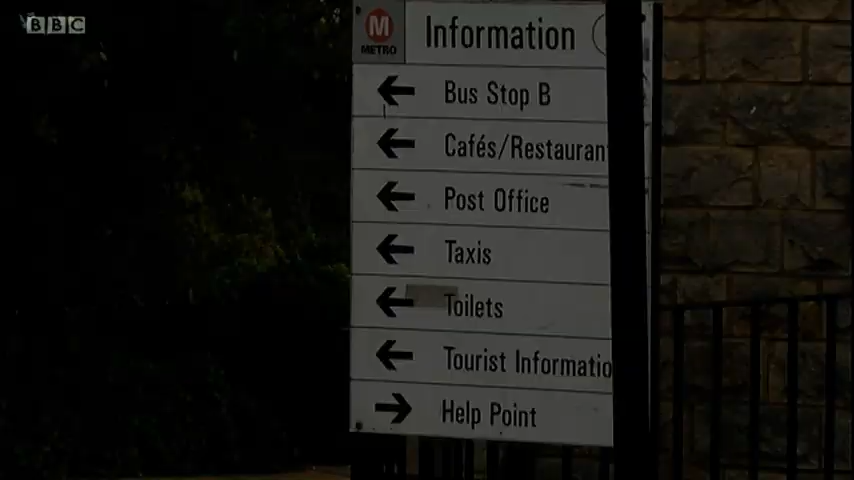 BBC
M
METRO
Information
Bus Stop B
Cafés/Restauran
Post Office
Taxis
Toilets
Tourist Informatio
Help Point